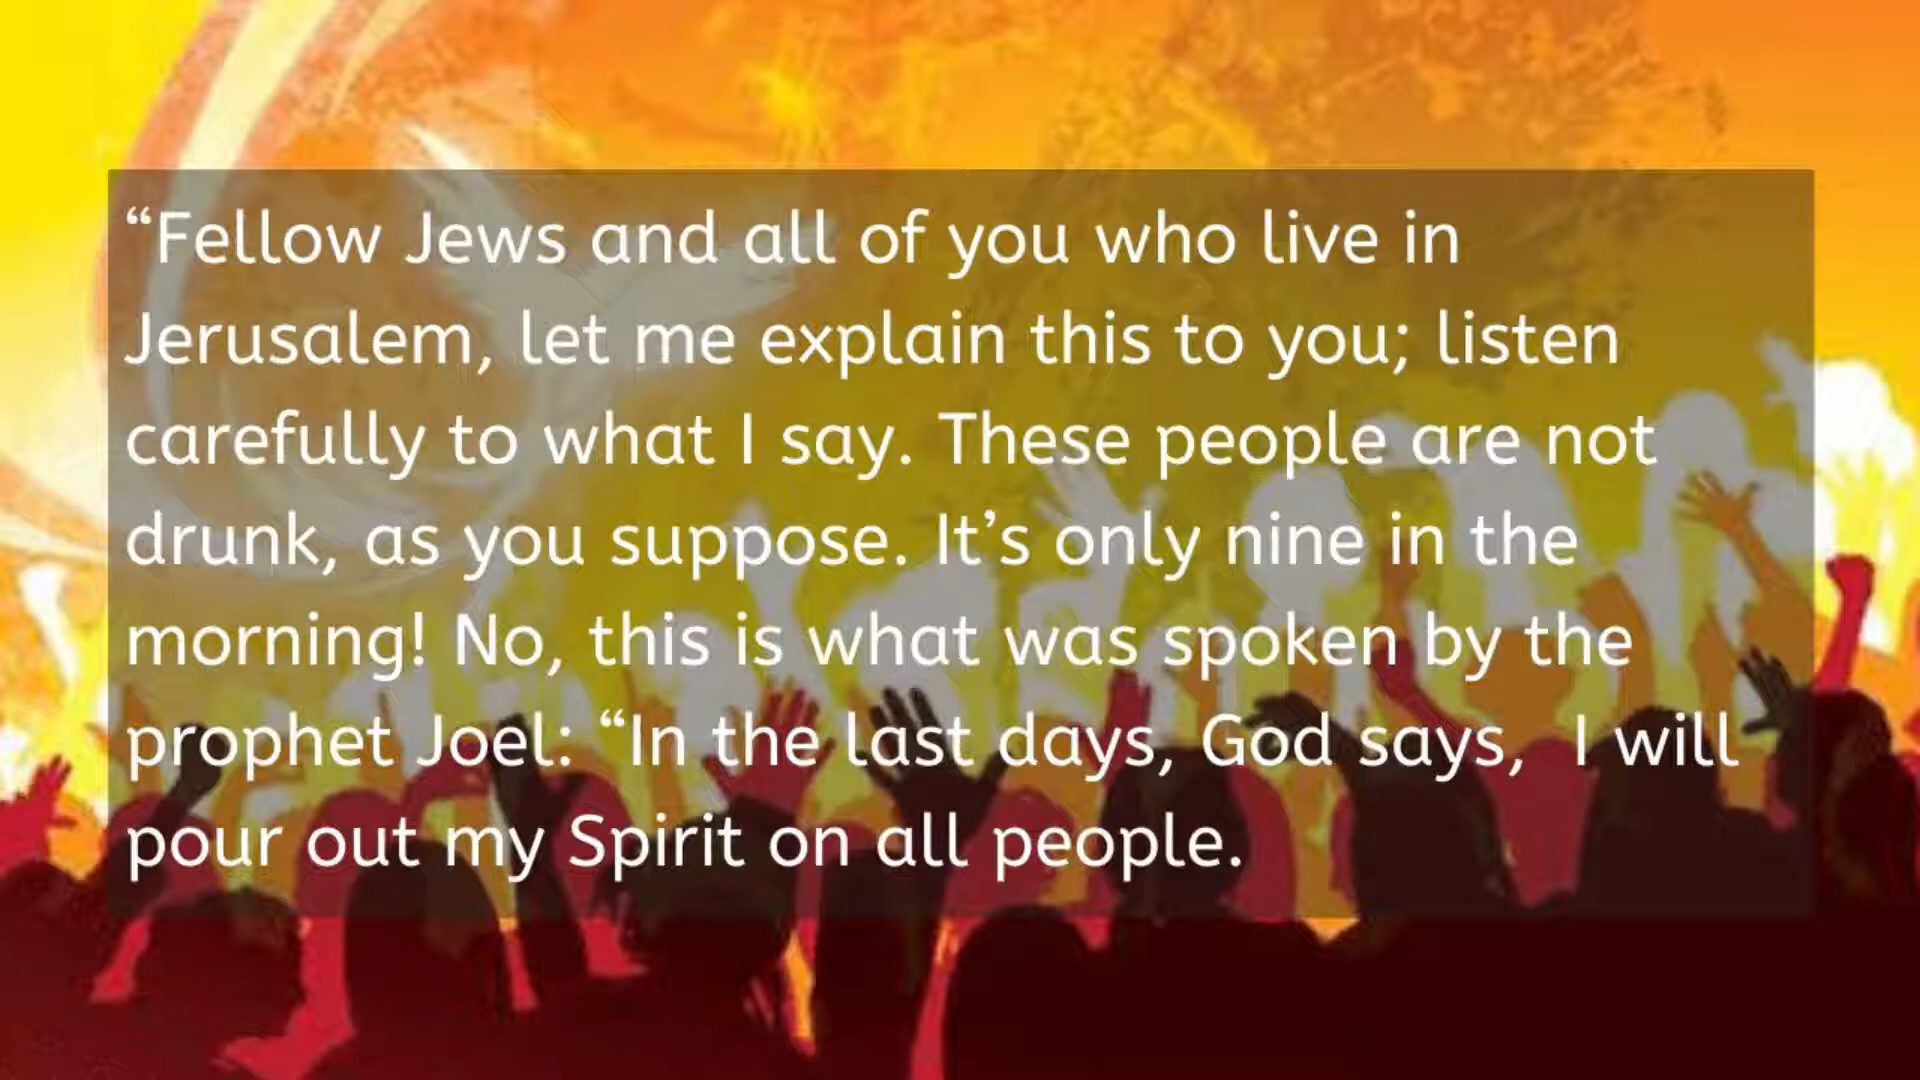 “Fellow Jews and all of you who live in
Jerusalem, let me explain this to you; listen
carefully to what I say. These people are not
drunk, as you suppose. It’s only nine in the
morning! No, this is what was spoken by the
prophet Joel: “In the last days, God says,  I will
pour out my Spirit on all people.